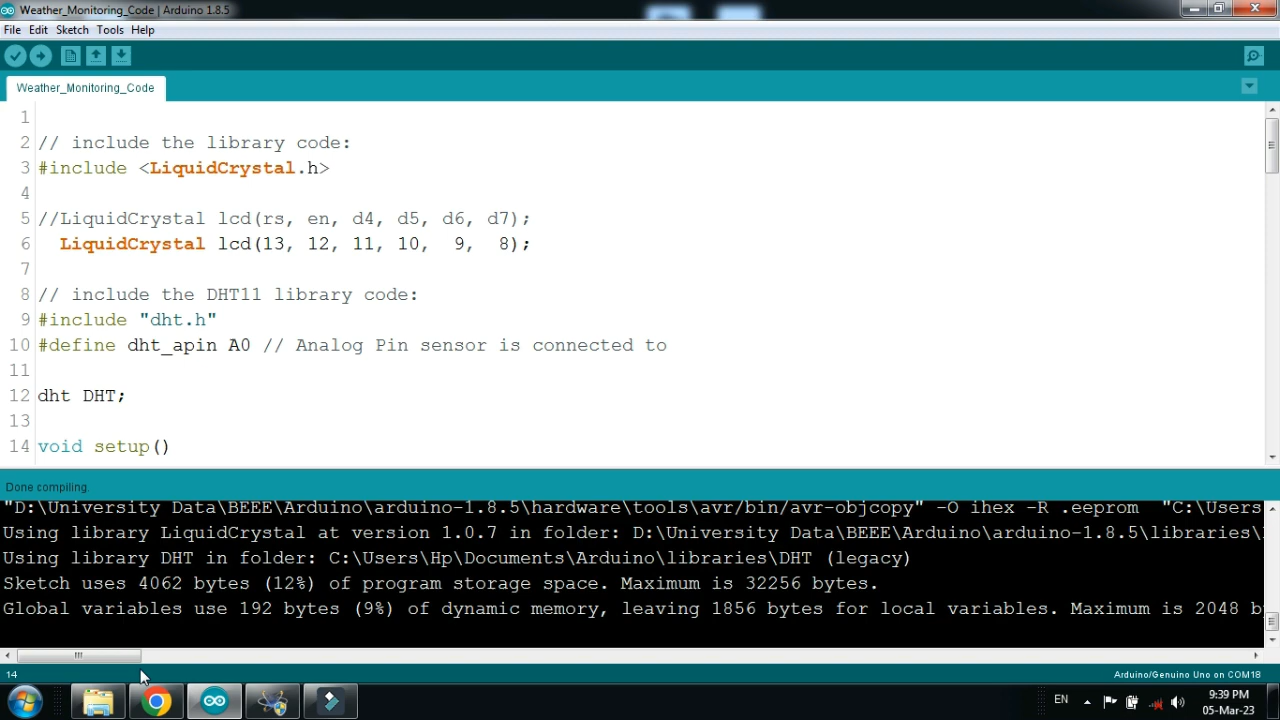 Weather_Monitoring_Code | Arduino 1.8.5
File Edit Sketch Tools Help
Weather_Monitoring_Code
1
2 // include the library code:
3 #include <LiquidCrystal.h>
4
5 //LiquidCrystal lcd(rs, en, d4, d5, d6, d7);
6 LiquidCrystal lcd(13, 12, 11, 10, 9, 8);
7
8 // include the DHT11 library code:
9 #include "dht.h"
10 #define dht_apin A0 // Analog Pin sensor is connected to
11
12 dht DHT;
13
14 void setup()
Done compiling.
"D:\University Data\BEEE\Arduino\arduino-1.8.5\hardware\tools\avr/bin/avr-objcopy" -O ihex -R .eeprom "C:\Users
Using library LiquidCrystal at version 1.0.7 in folder: D:\University Data\BEEE\Arduino\arduino-1.8.5\libraries\
Using library DHT in folder: C:\Users\Hp\Documents\Arduino\libraries\DHT (legacy)
Sketch uses 4062 bytes (12%) of program storage space. Maximum is 32256 bytes.
Global variables use 192 bytes (9%) of dynamic memory, leaving 1856 bytes for local variables. Maximum is 2048 b
14 Arduino/Genuino Uno on COM18
EN 9:39 PM
05-Mar-23